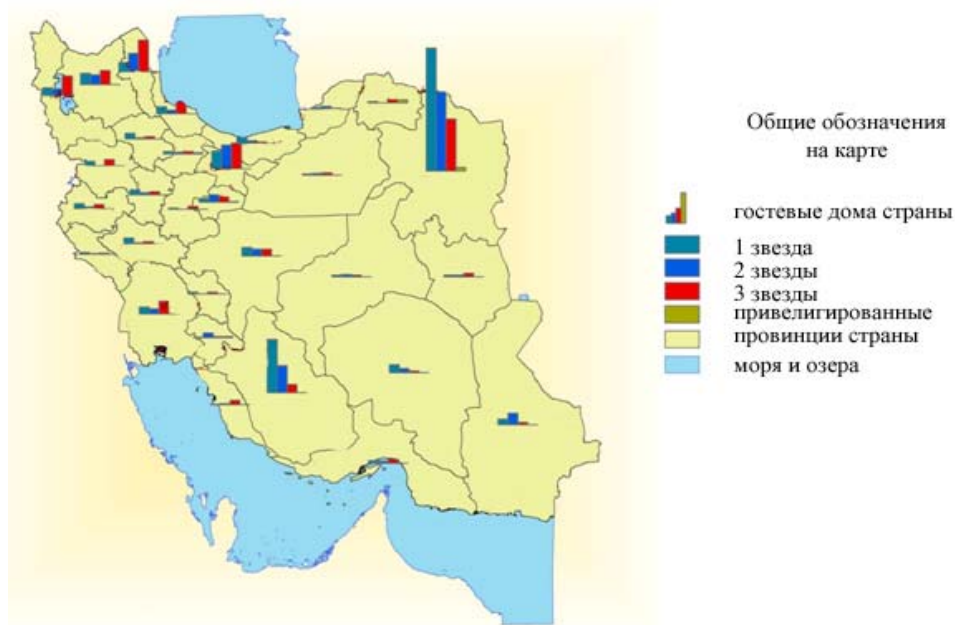 Общие обозначения
на карте
гостевые дома страны
1 звезда
2 звезды
3 звезды
привелигированные
провинции страны
моря и озера